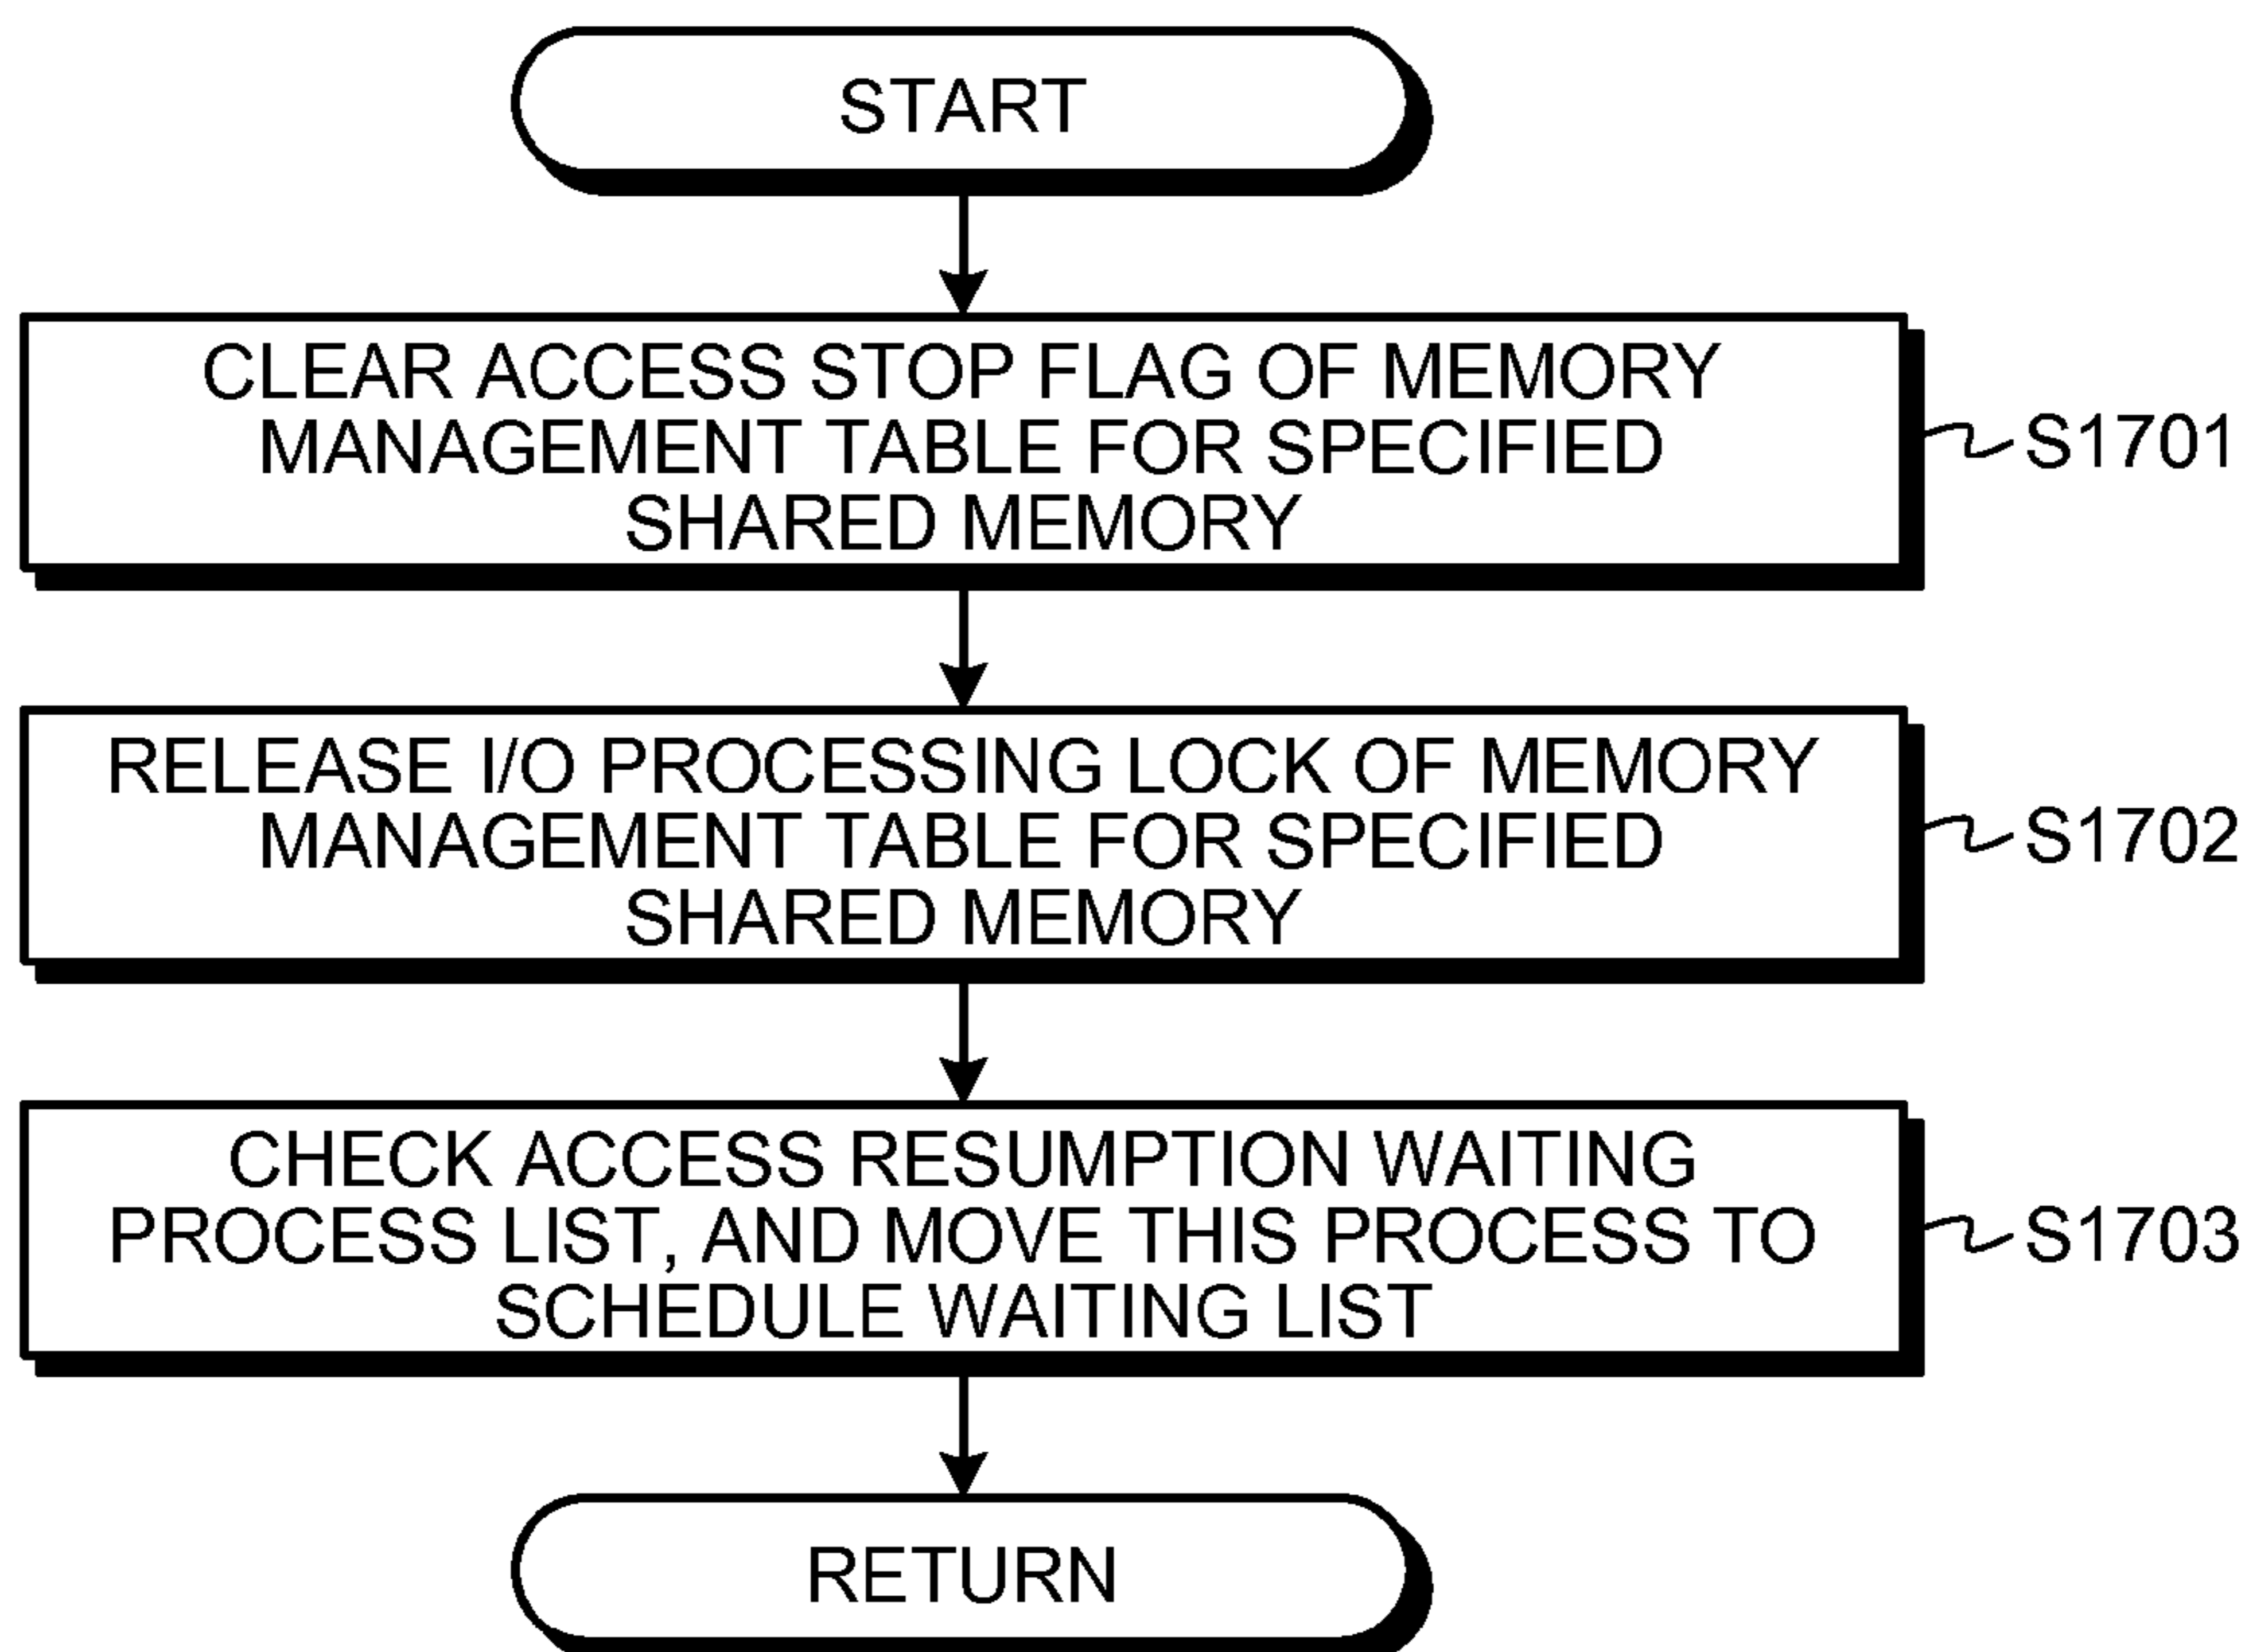 START
CLEAR ACCESS STOP FLAG OF MEMORY
MANAGEMENT TABLE FOR SPECIFIED
SHARED MEMORY
S1701
RELEASE I/O PROCESSING LOCK OF MEMORY
MANAGEMENT TABLE FOR SPECIFIED
SHARED MEMORY
S1702
CHECK ACCESS RESUMPTION WAITING
PROCESS LIST, AND MOVE THIS PROCESS TO
SCHEDULE WAITING LIST
S1703
RETURN